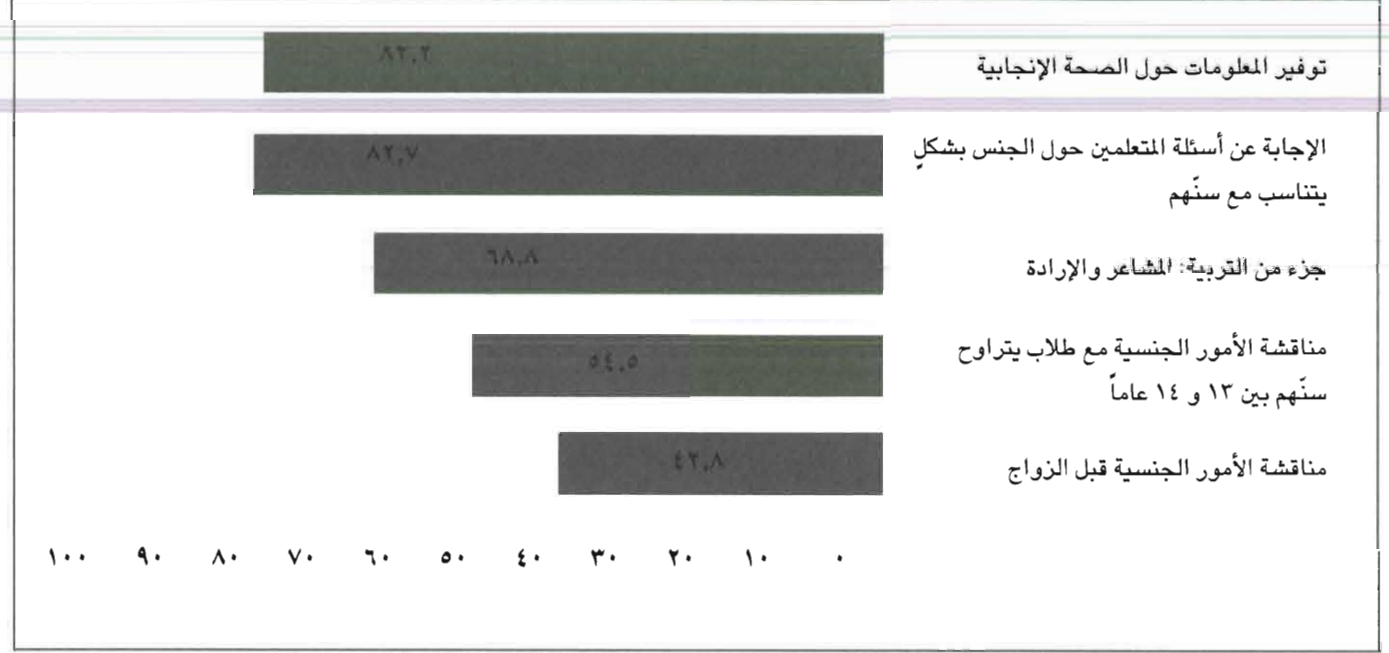 توفير المعلومات حول الصحة الإنجابية
٨٢,٢
الإجابة عن أسئلة المتعلمين حول الجنس بشكلٍ
يتناسب مع سنّهم
٨٢,٧
جزء من التربية: المشاعر والإرادة
٦٨,٨
مناقشة الأمور الجنسية مع طلاب يتراوح
سنّهم بين ١٣ و ١٤ عاماً
٥٤,٥
مناقشة الأمور الجنسية قبل الزواج
٤٢,٨
٠ ١٠ ٢٠ ٣٠ ٤٠ ٥٠ ٦٠ ٧٠ ٨٠ ٩٠ ١٠٠